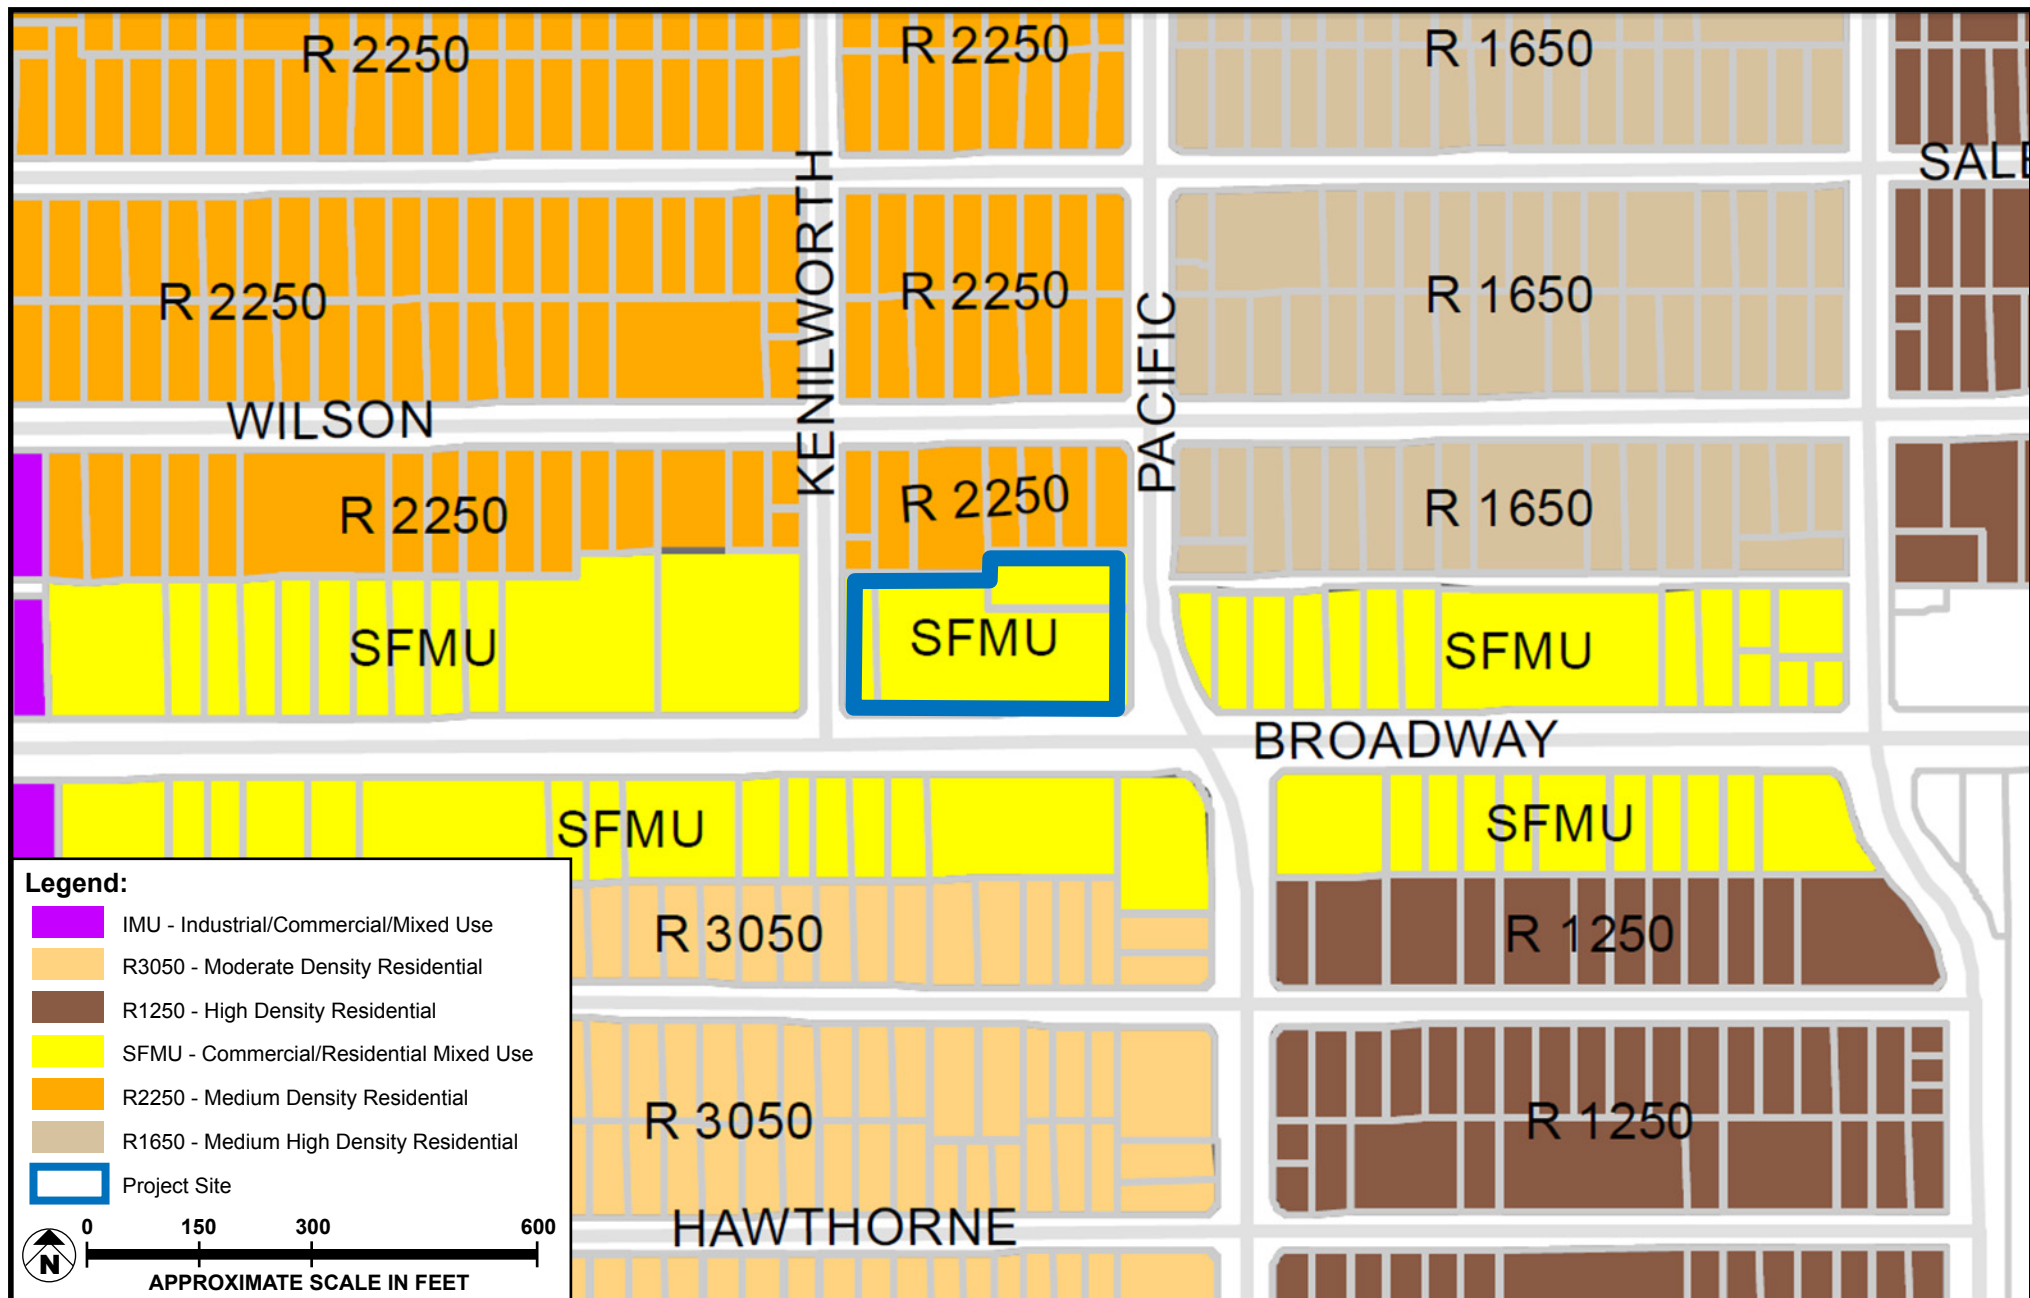 R 2250
R 2250
R 1650
SALE
KENILWORTH
R 2250
R 2250
R 1650
PACIFIC
WILSON
R 2250
R 2250
R 1650
SFMU
SFMU
SFMU
BROADWAY
SFMU
SFMU
R 3050
R 1250
R 3050
R 1250
HAWTHORNE
Legend:
IMU - Industrial/Commercial/Mixed Use
R3050 - Moderate Density Residential
R1250 - High Density Residential
SFMU - Commercial/Residential Mixed Use
R2250 - Medium Density Residential
R1650 - Medium High Density Residential
Project Site
0 150 300 600
N
APPROXIMATE SCALE IN FEET